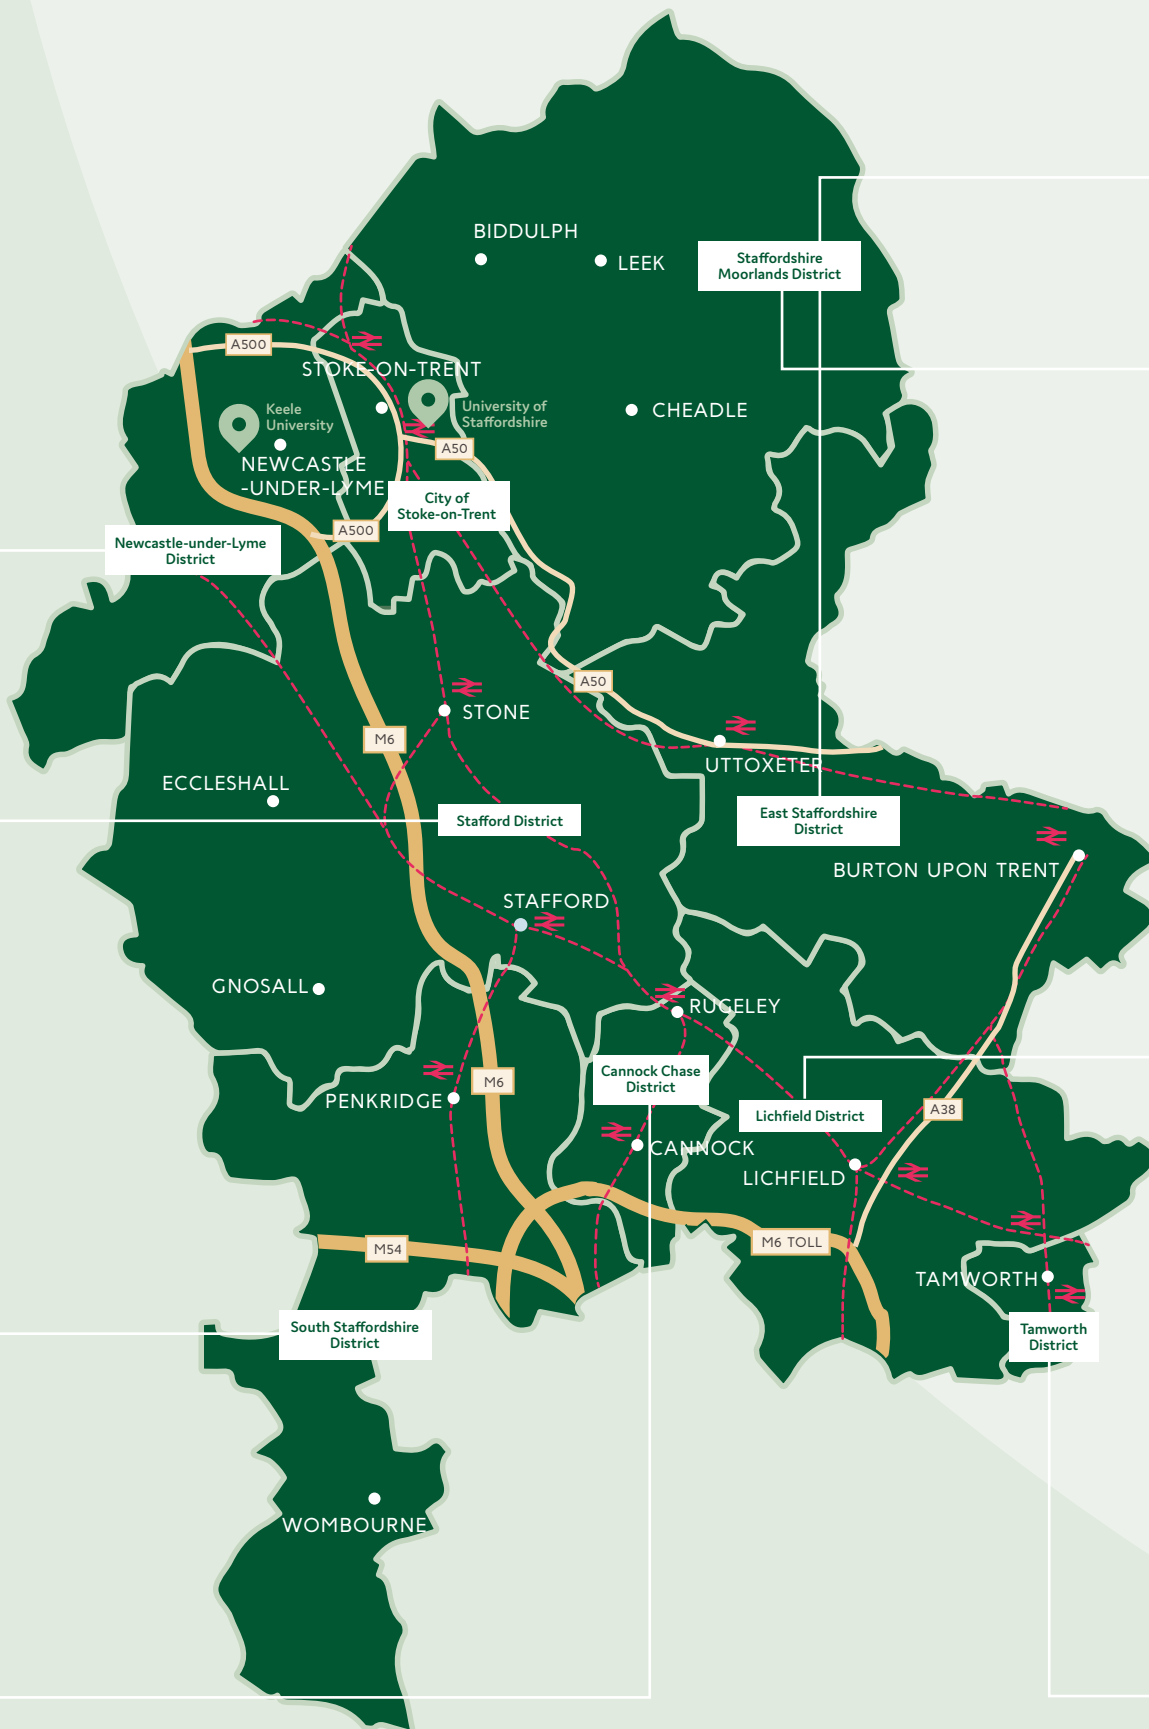 BIDDULPH
LEEK
Staffordshire
Moorlands District
A500
STOKE-ON-TRENT
Keele
University
University of
Staffordshire
CHEADLE
A50
NEWCASTLE
-UNDER-LYME
City of
Stoke-on-Trent
A500
Newcastle-under-Lyme
District
A50
STONE
M6
UTTOXETER
ECCLESHALL
Stafford District
East Staffordshire
District
BURTON UPON TRENT
STAFFORD
GNOSALL
RUGELEY
Cannock Chase
District
M6
PENKRIDGE
Lichfield District
A38
CANNOCK
LICHFIELD
M6 TOLL
M54
TAMWORTH
South Staffordshire
District
Tamworth
District
WOMBOURNE